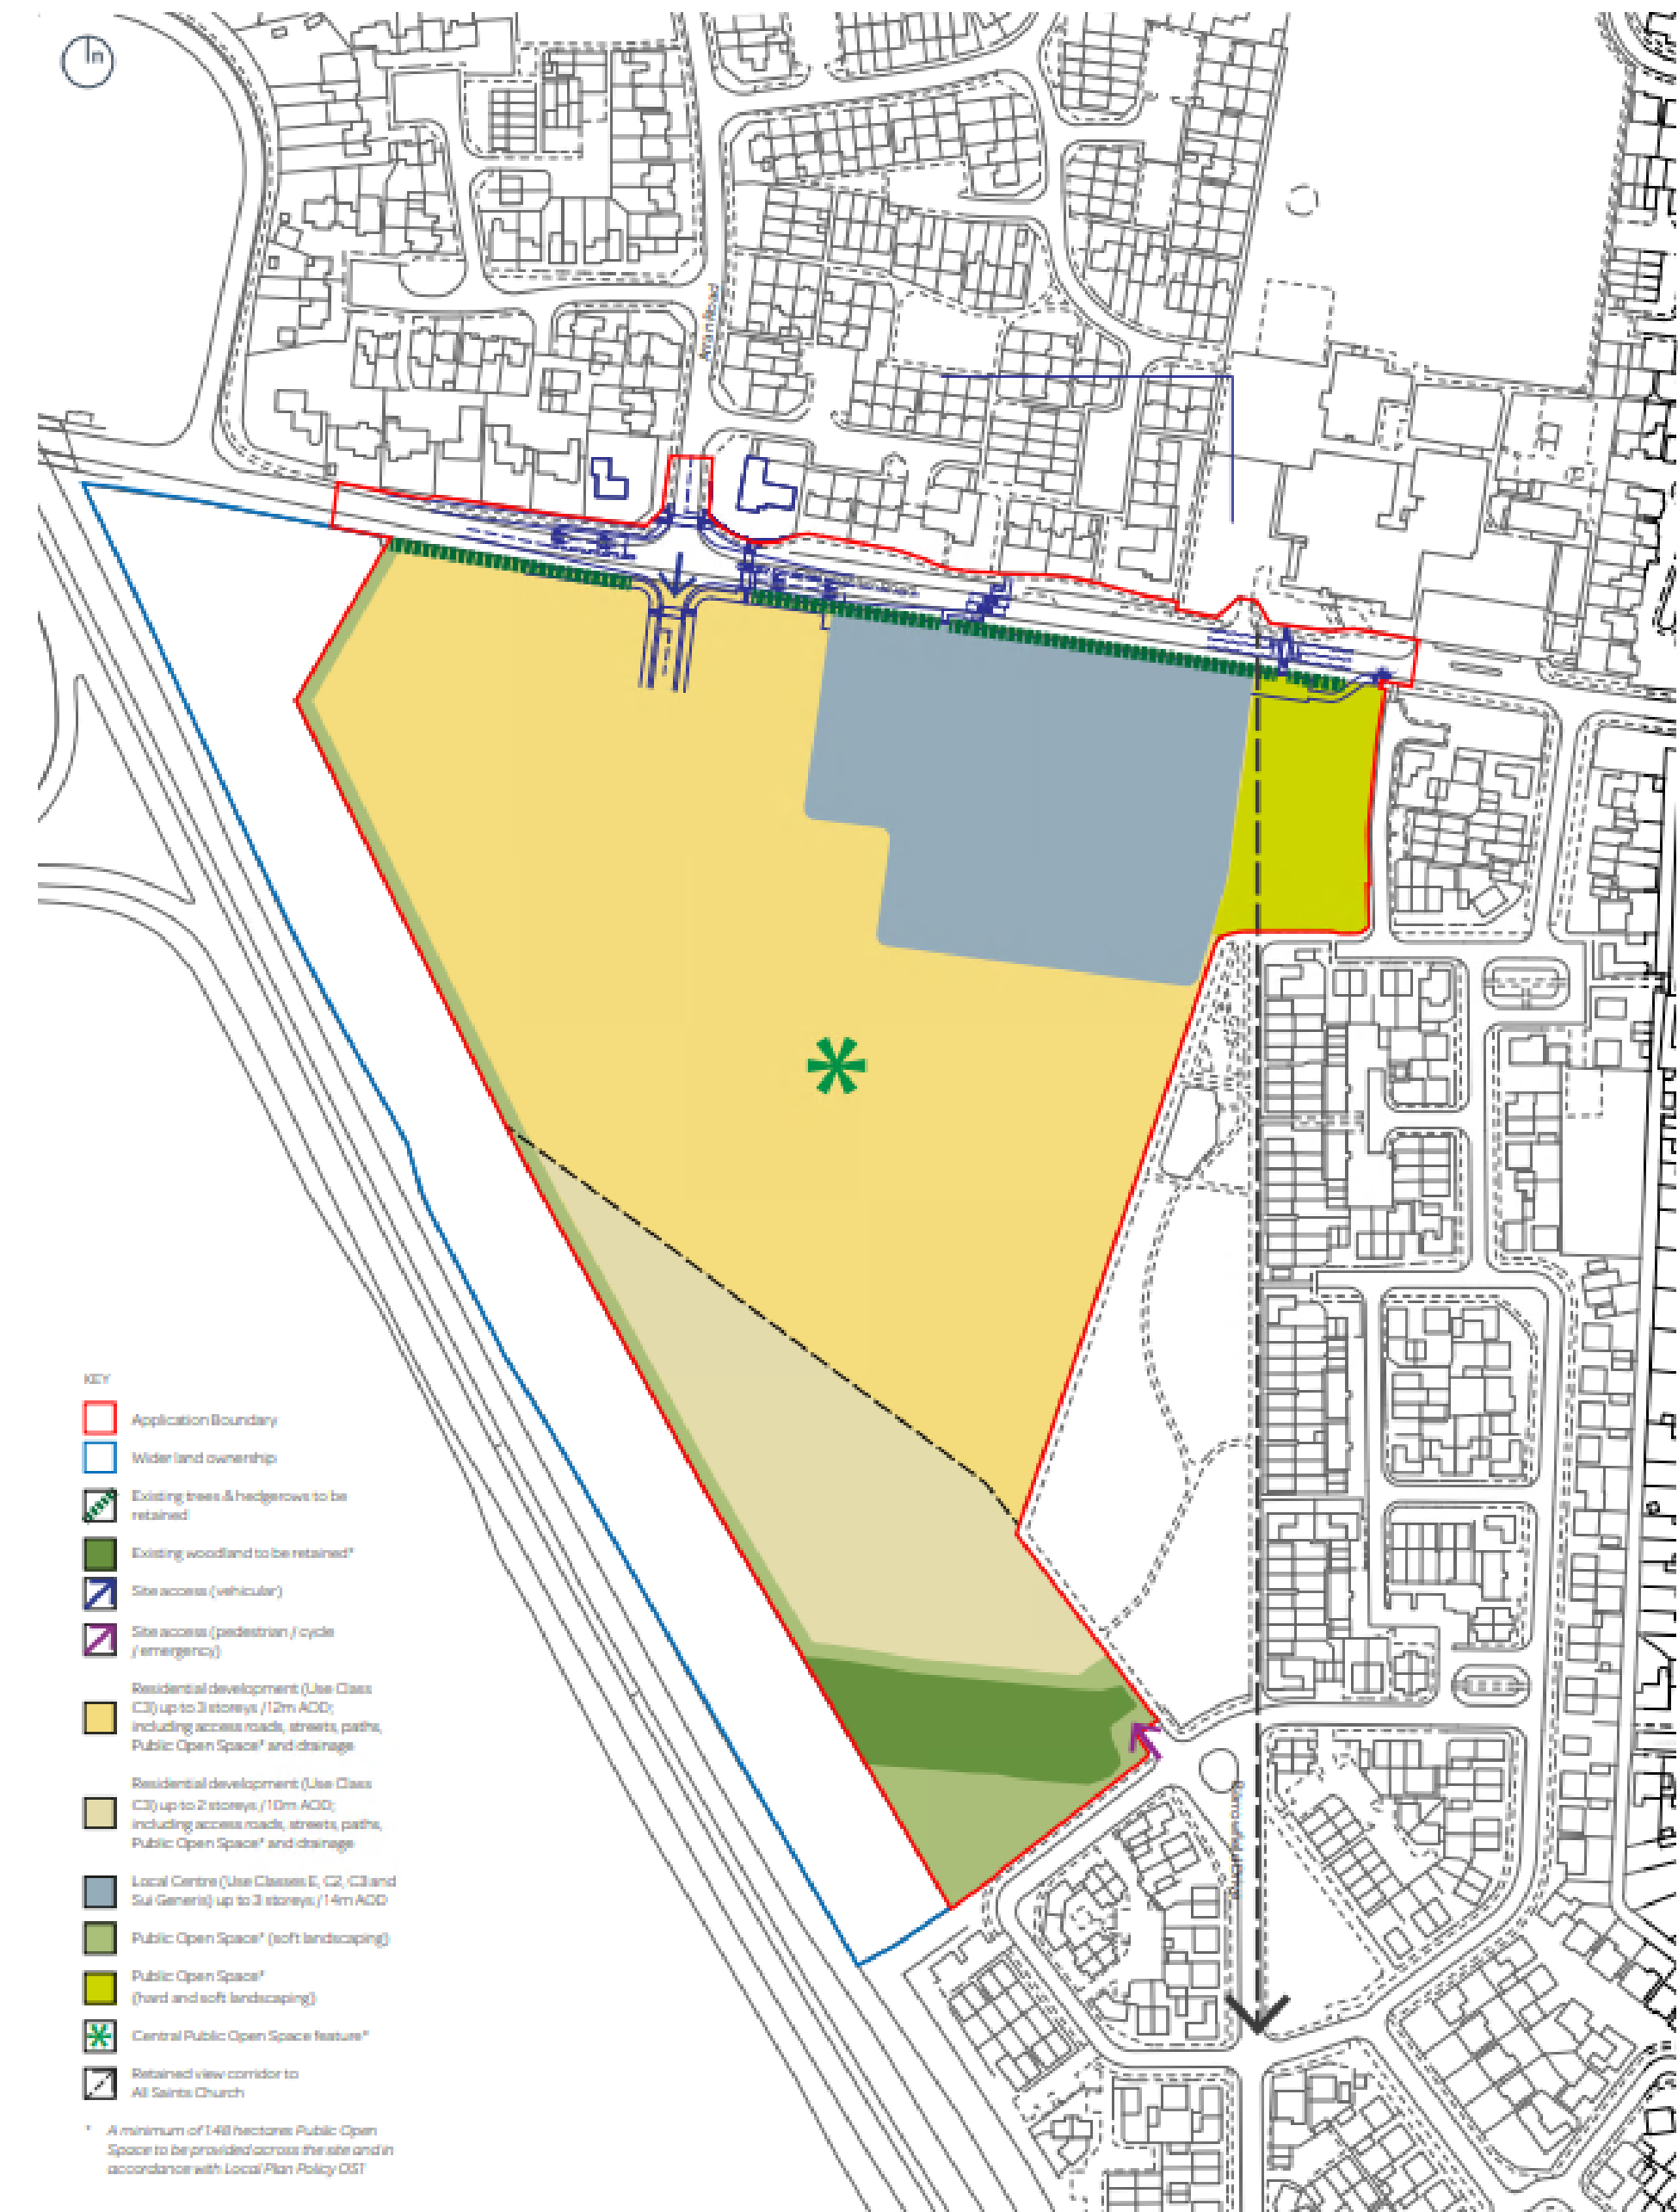 n
Arran Road
KEY
Application Boundary
Wider land ownership
Existing trees & hedgerows to be
retained
Existing woodland to be retained*
Site access (vehicular)
Site access (pedestrian / cycle
/ emergency)
Residential development (Use Class
C3) up to 3 storeys / 12m AOD;
including access roads, streets, paths,
Public Open Space* and drainage
Residential development (Use Class
C3) up to 2 storeys / 10m AOD;
including access roads, streets, paths,
Public Open Space* and drainage
Local Centre (Use Classes E, C2, C3 and
Sui Generis) up to 3 storeys / 14m AOD
Public Open Space* (soft landscaping)
Public Open Space*
(hard and soft landscaping)
Central Public Open Space feature*
Retained view corridor to
All Saints Church
* A minimum of 1.48 hectares Public Open
Space to be provided across the site and in
accordance with Local Plan Policy OS1